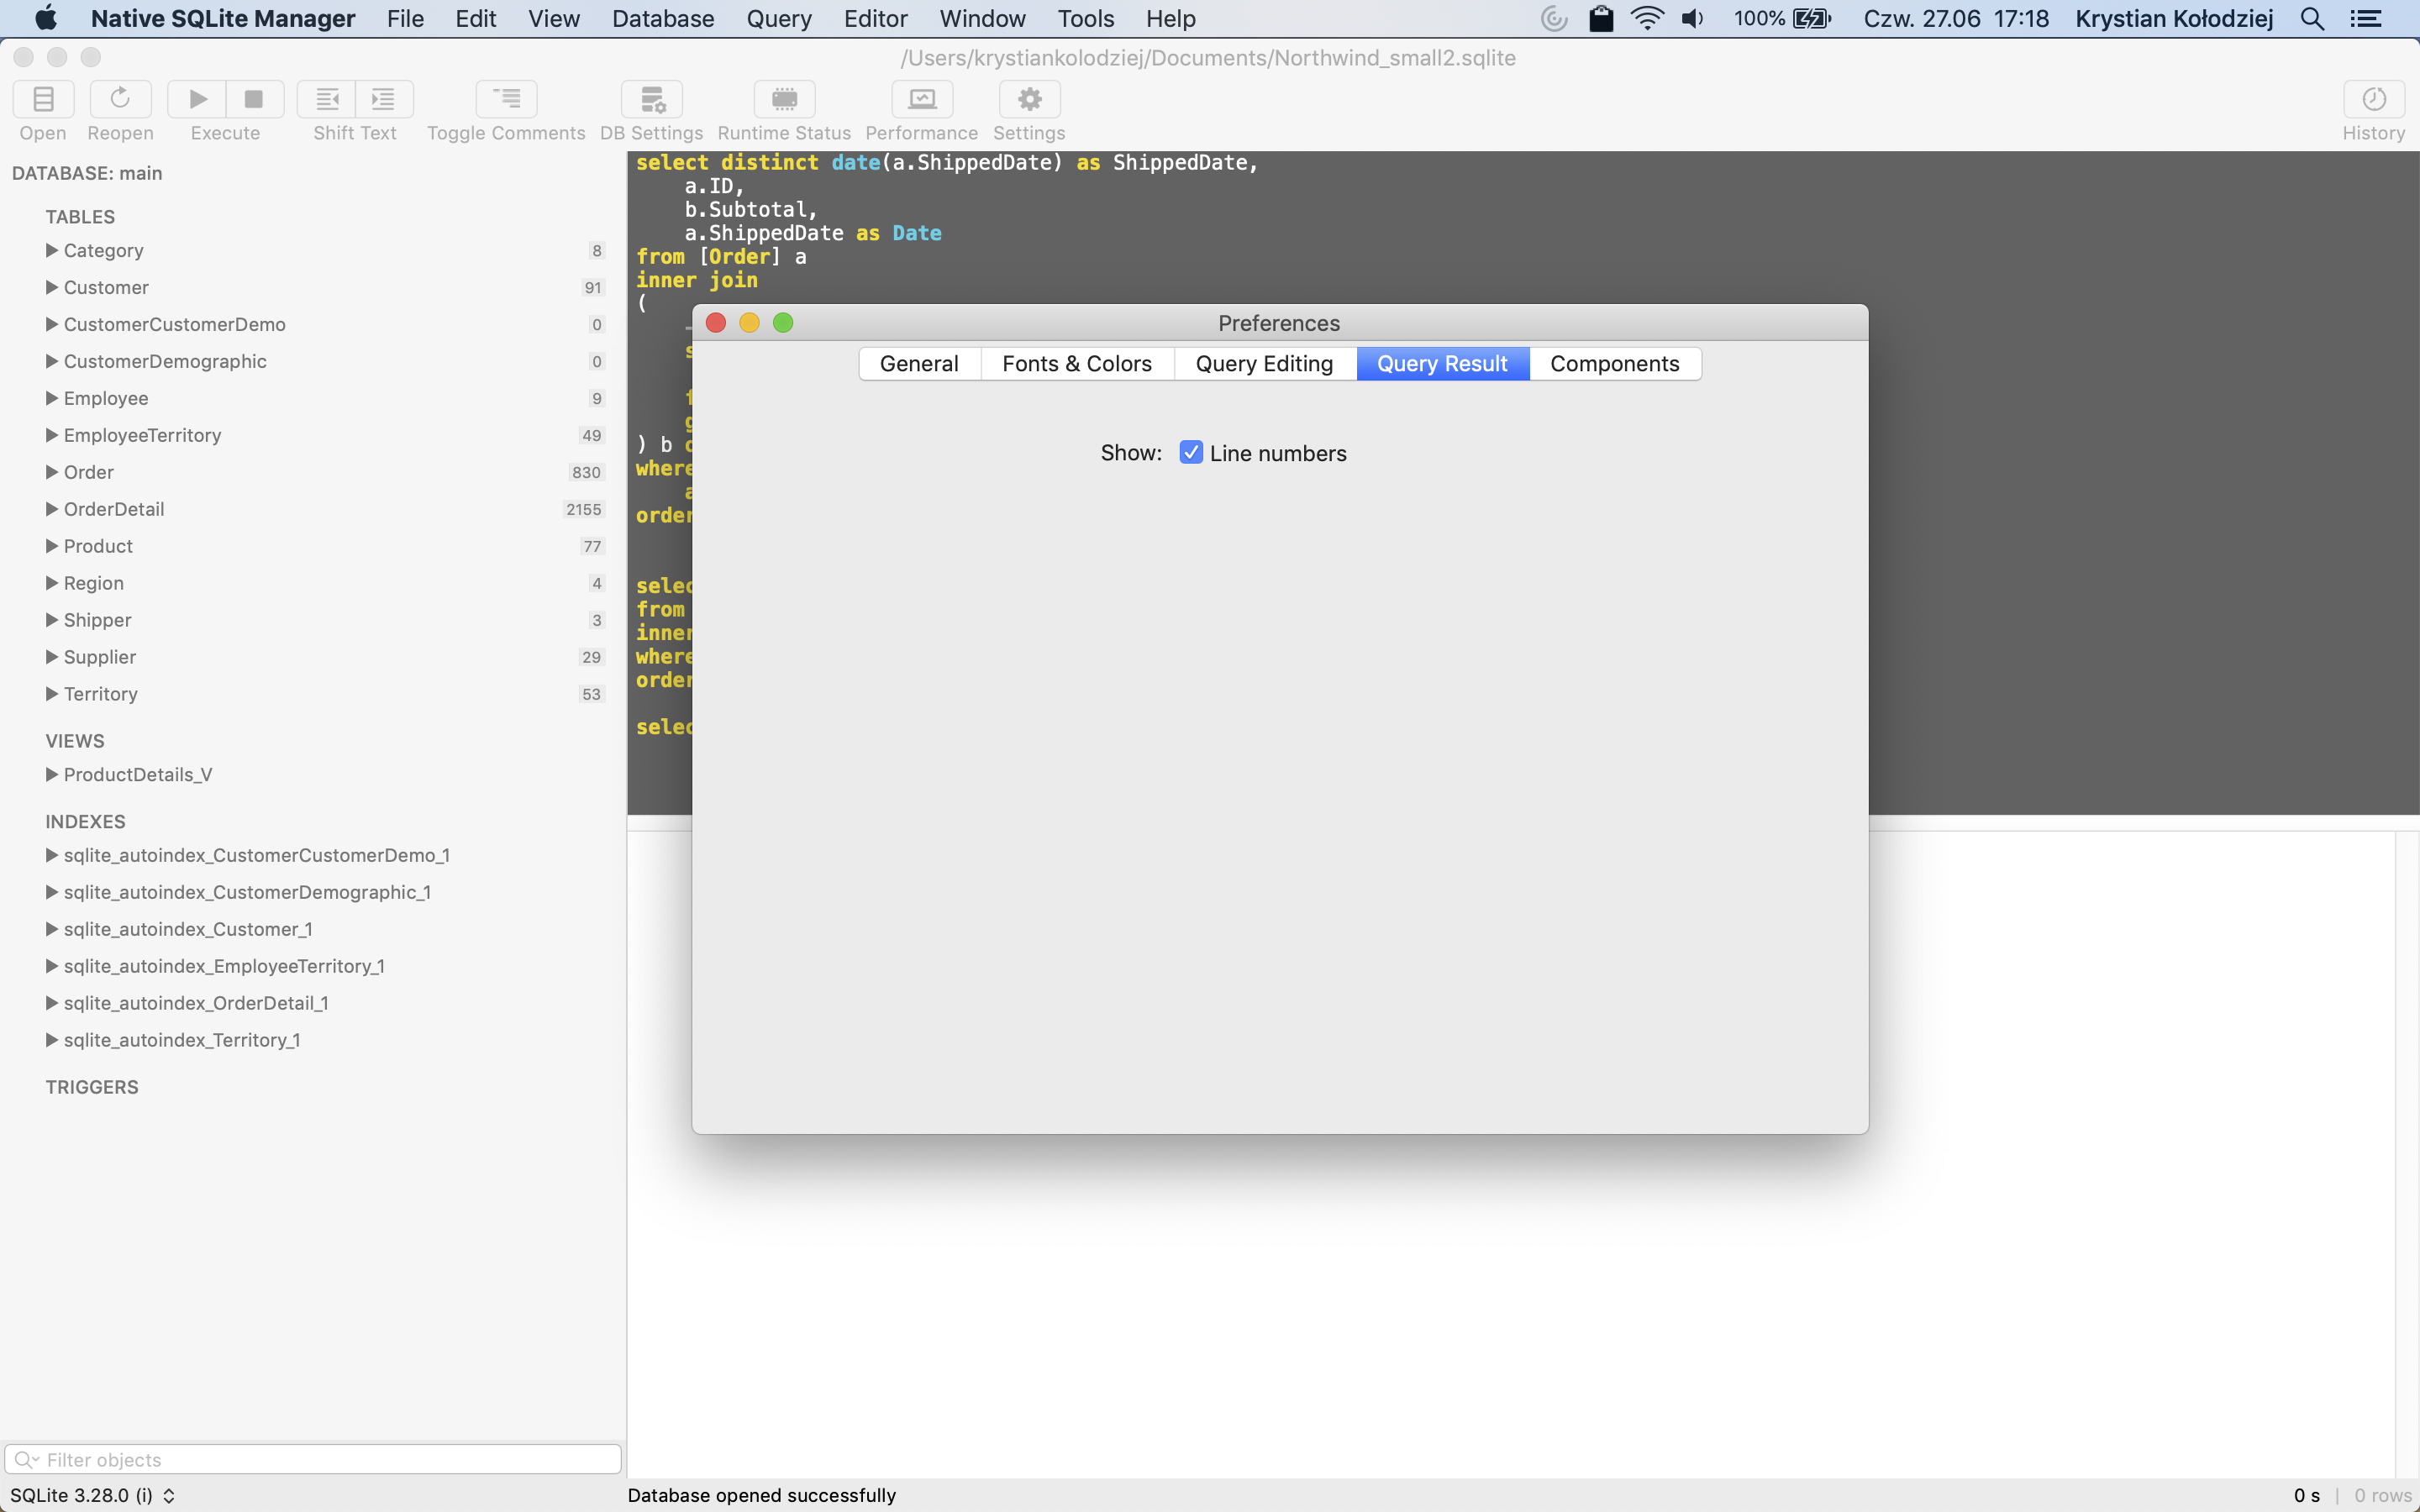 Native SQLite Manager File Edit View Database Query Editor Window Tools Help 100% Czw. 27.06 17:18 Krystian Kołodziej
/Users/krystiankolodziej/Documents/Northwind_small2.sqlite
Open Reopen Execute Shift Text Toggle Comments DB Settings Runtime Status Performance Settings History
DATABASE: main
TABLES
Category 8
Customer 91
CustomerCustomerDemo 0
CustomerDemographic 0
Employee 9
EmployeeTerritory 49
Order 830
OrderDetail 2155
Product 77
Region 4
Shipper 3
Supplier 29
Territory 53
VIEWS
ProductDetails_V
INDEXES
sqlite_autoindex_CustomerCustomerDemo_1
sqlite_autoindex_CustomerDemographic_1
sqlite_autoindex_Customer_1
sqlite_autoindex_EmployeeTerritory_1
sqlite_autoindex_OrderDetail_1
sqlite_autoindex_Territory_1
TRIGGERS
Filter objects
SQLite 3.28.0 (i)
select distinct date(a.ShippedDate) as ShippedDate,
a.ID,
b.Subtotal,
a.ShippedDate as Date
from [Order] a
inner join
(
) b
where
order
from
inner
where
order
Preferences
General Fonts & Colors Query Editing Query Result Components
Show: Line numbers
Database opened successfully
0 s | 0 rows